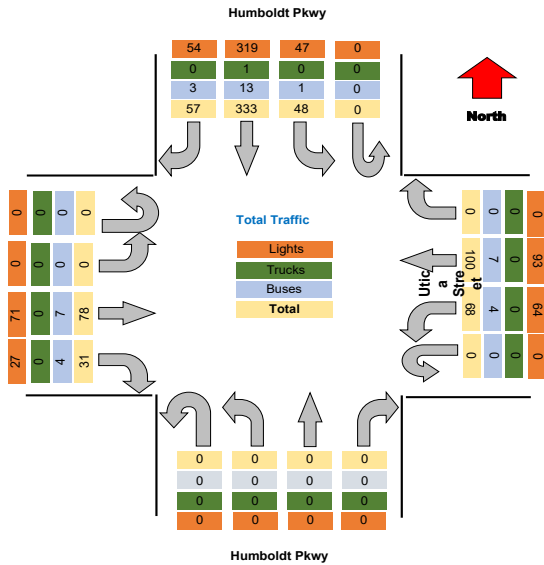 Humboldt Pkwy
54 319 47 0
0 1 0 0
3 13 1 0
57 333 48 0
North
0 0 0 0
0 0 0 0
71 0 7 78
27 0 4 31
Total Traffic
Lights
Trucks
Buses
Total
0 0 0 0
100 7 0 93
68 4 0 64
0 0 0 0
Utic
a
Stre
et
0 0 0 0
0 0 0 0
0 0 0 0
0 0 0 0
Humboldt Pkwy